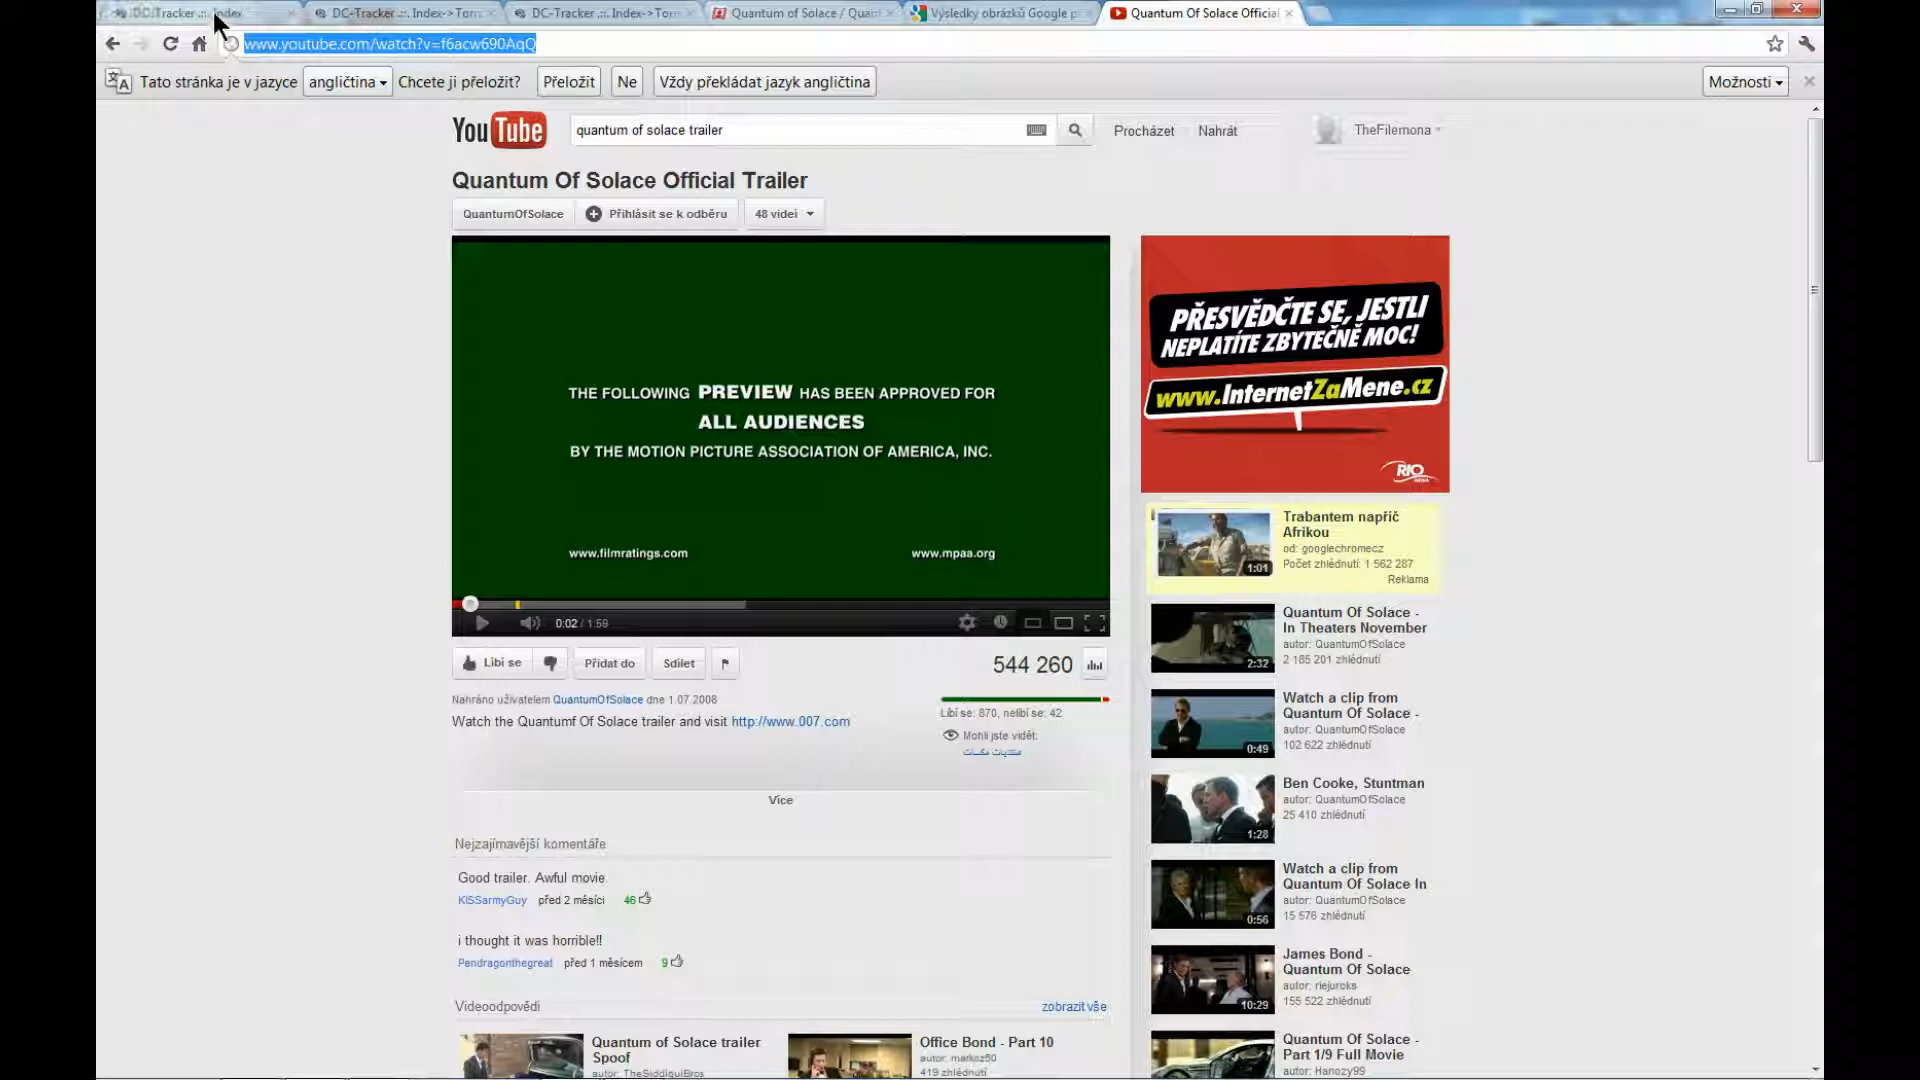 DC-Tracker .::. Index
DC-Tracker .::. Index->Torr
DC-Tracker .::. Index->Torr
Quantum of Solace / Quan
Výsledky obrázků Google p
Quantum Of Solace Official
www.youtube.com/watch?v=f6acw690AqQ
Tato stránka je v jazyce angličtina Chcete ji přeložit? Přeložit Ne Vždy překládat jazyk angličtina Možnosti
YouTube
quantum of solace trailer
Procházet Nahrát
TheFilemona
Quantum Of Solace Official Trailer
QuantumOfSolace Přihlásit se k odběru 48 videí
THE FOLLOWING PREVIEW HAS BEEN APPROVED FOR
ALL AUDIENCES
BY THE MOTION PICTURE ASSOCIATION OF AMERICA, INC.
www.filmratings.com www.mpaa.org
0:02 / 1:59
Líbí se Přidat do Sdílet 544 260
Nahráno uživatelem QuantumOfSolace dne 1.07.2008
Watch the Quantumf Of Solace trailer and visit http://www.007.com
Líbí se: 870, nelíbí se: 42
Mohli jste vidět:
منتديات مكسات
Více
Nejzajímavější komentáře
Good trailer. Awful movie.
KISSarmyGuy před 2 měsíci 46
i thought it was horrible!!
Pendragonthegreat před 1 měsícem 9
Videoodpovědi zobrazit vše
Quantum of Solace trailer
Spoof
autor: TheSiddiquiBros
Office Bond - Part 10
autor: markoz50
419 zhlédnutí
PŘESVĚDČTE SE, JESTLI
NEPLATÍTE ZBYTEČNĚ MOC!
www.InternetZaMene.cz
RIO
MEDIA
Trabantem napříč
Afrikou
od: googlechromecz
Počet zhlédnutí: 1 562 287
Reklama
1:01
Quantum Of Solace -
In Theaters November
autor: QuantumOfSolace
2 185 201 zhlédnutí
2:32
Watch a clip from
Quantum Of Solace -
autor: QuantumOfSolace
102 622 zhlédnutí
0:49
Ben Cooke, Stuntman
autor: QuantumOfSolace
25 410 zhlédnutí
1:28
Watch a clip from
Quantum Of Solace In
autor: QuantumOfSolace
15 576 zhlédnutí
0:56
James Bond -
Quantum Of Solace
autor: riejuroks
155 522 zhlédnutí
10:29
Quantum Of Solace -
Part 1/9 Full Movie
autor: Hanozy99